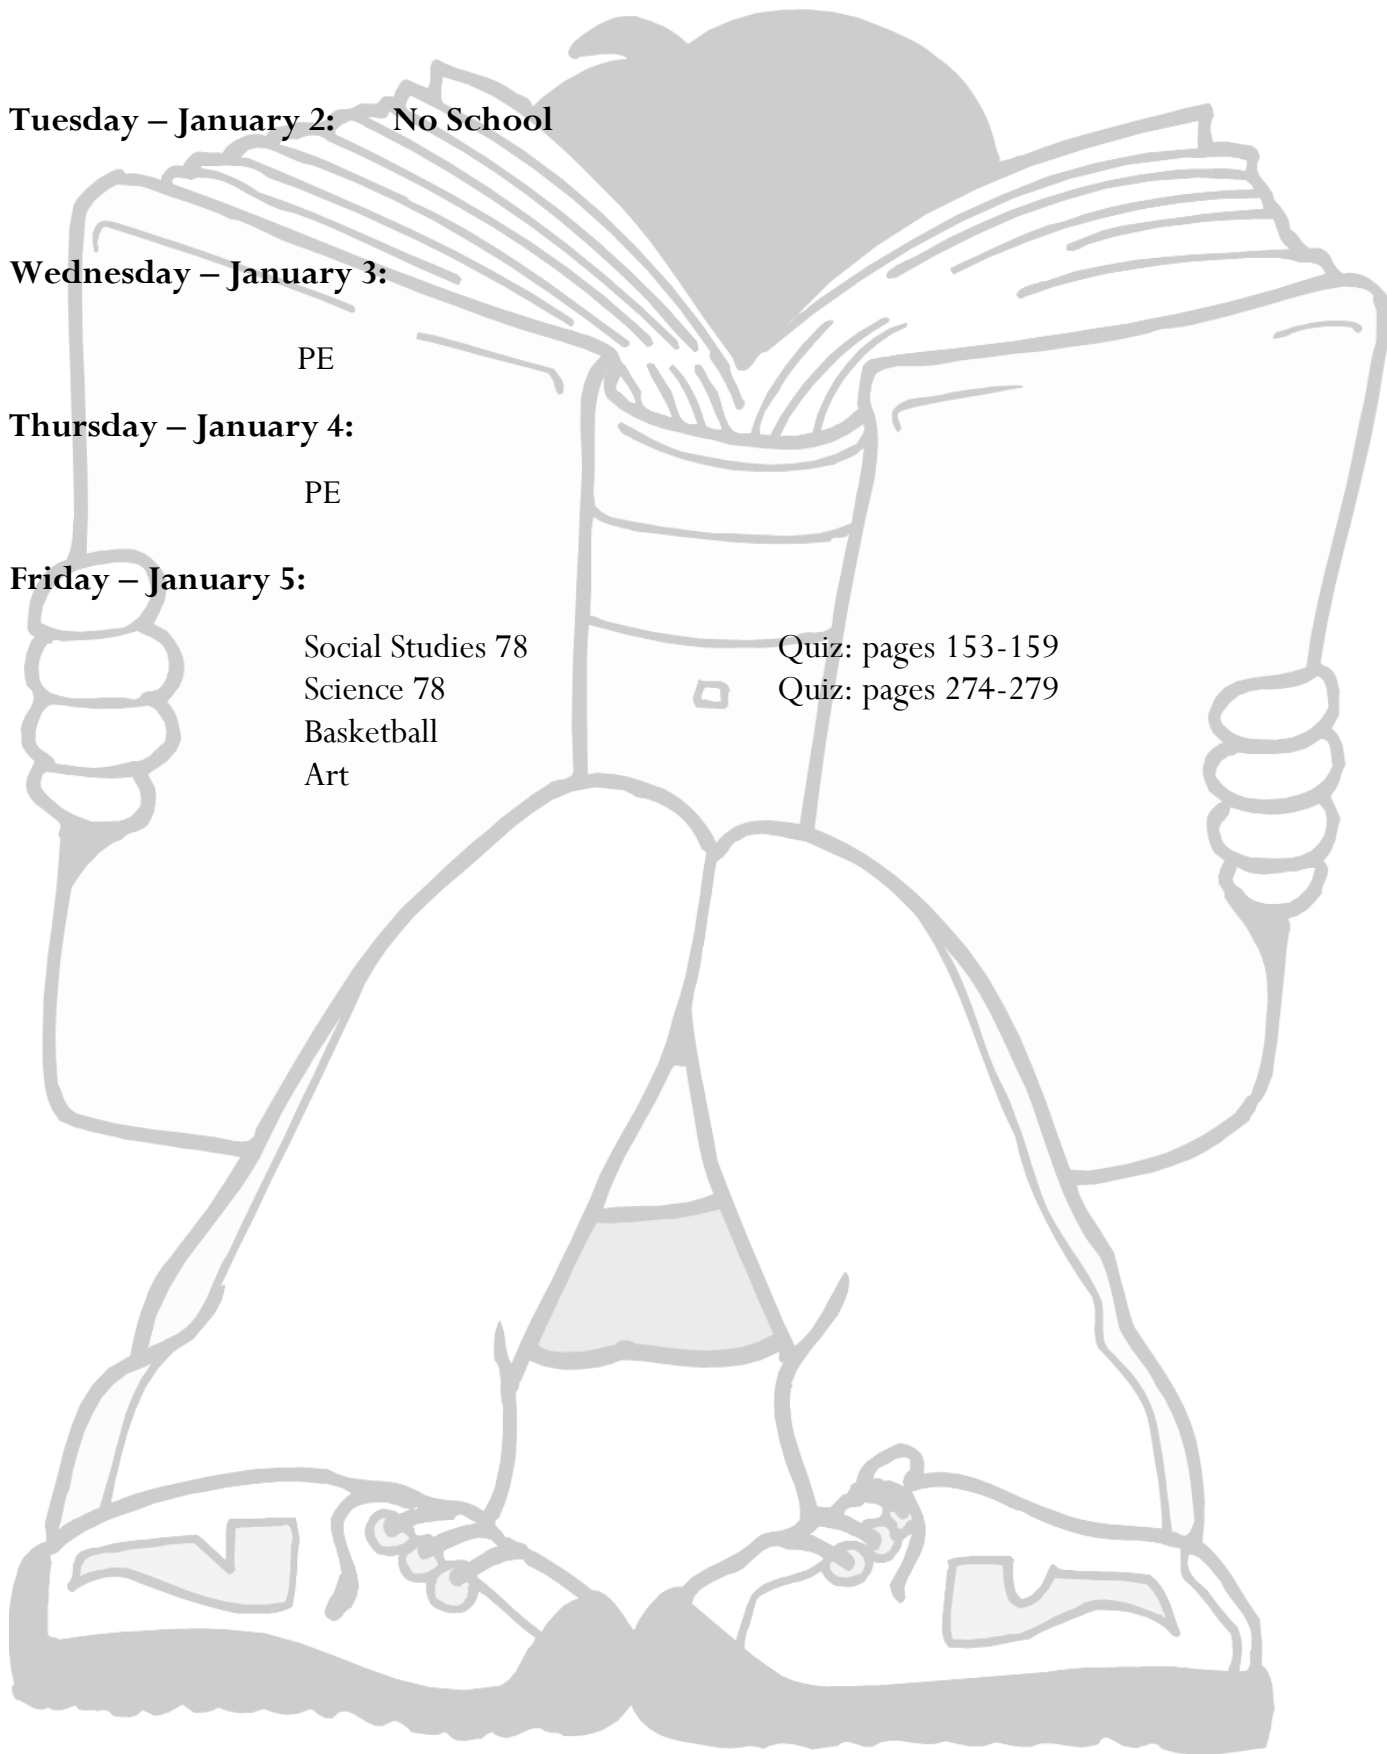 Tuesday – January 2: No School
Wednesday – January 3:
PE
Thursday – January 4:
PE
Friday – January 5:
Social Studies 78 Quiz: pages 153-159
Science 78 Quiz: pages 274-279
Basketball
Art